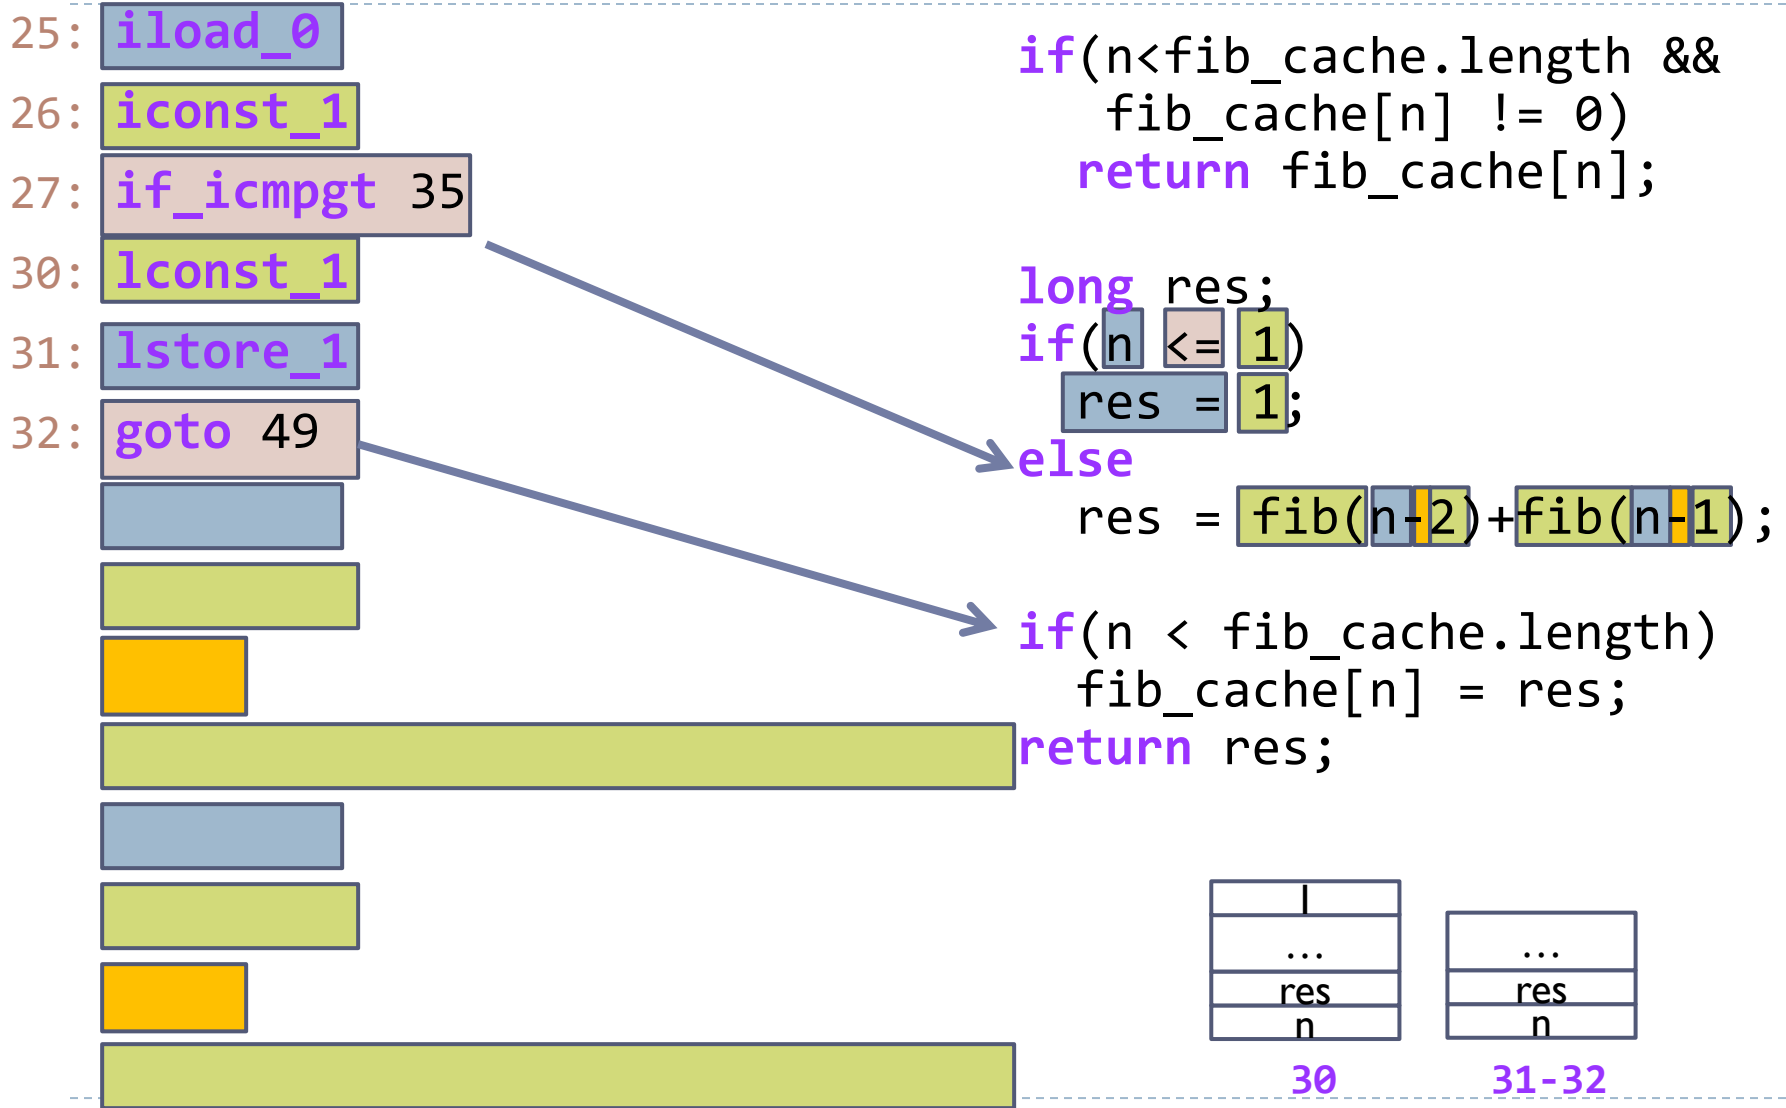 25: iload_0
26: iconst_1
27: if_icmpgt 35
30: lconst_1
31: lstore_1
32: goto 49
if(n<fib_cache.length &&
fib_cache[n] != 0)
return fib_cache[n];
long res;
if(n <= 1)
res = 1;
else
res = fib(n-2)+fib(n-1);
if(n < fib_cache.length)
fib_cache[n] = res;
return res;
1
...
res
n
30
...
res
n
31-32